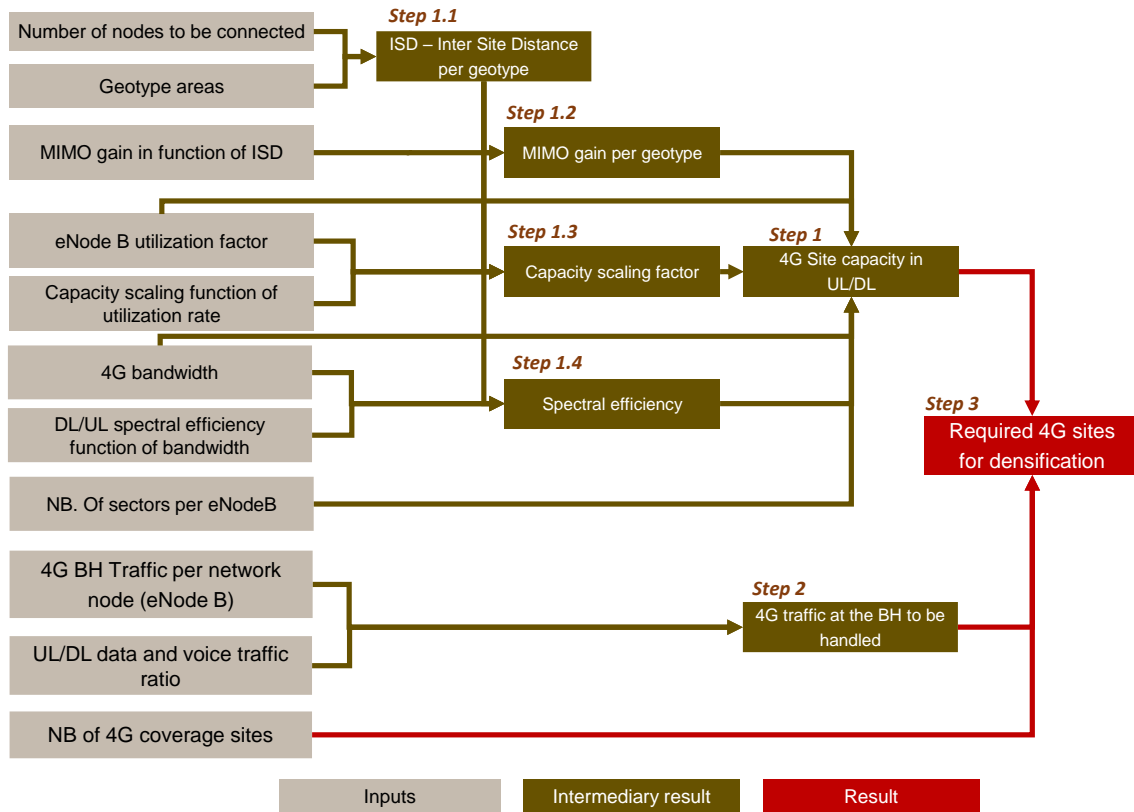 Step 1.1
Number of nodes to be connected
ISD – Inter Site Distance
per geotype
Geotype areas
Step 1.2
MIMO gain in function of ISD
MIMO gain per geotype
eNode B utilization factor
Step 1.3
Step 1
Capacity scaling factor
4G Site capacity in
UL/DL
Capacity scaling function of
utilization rate
4G bandwidth
Step 1.4
Spectral efficiency
DL/UL spectral efficiency
function of bandwidth
Step 3
Required 4G sites
for densification
NB. Of sectors per eNodeB
4G BH Traffic per network
node (eNode B)
Step 2
4G traffic at the BH to be
handled
UL/DL data and voice traffic
ratio
NB of 4G coverage sites
Inputs
Intermediary result
Result